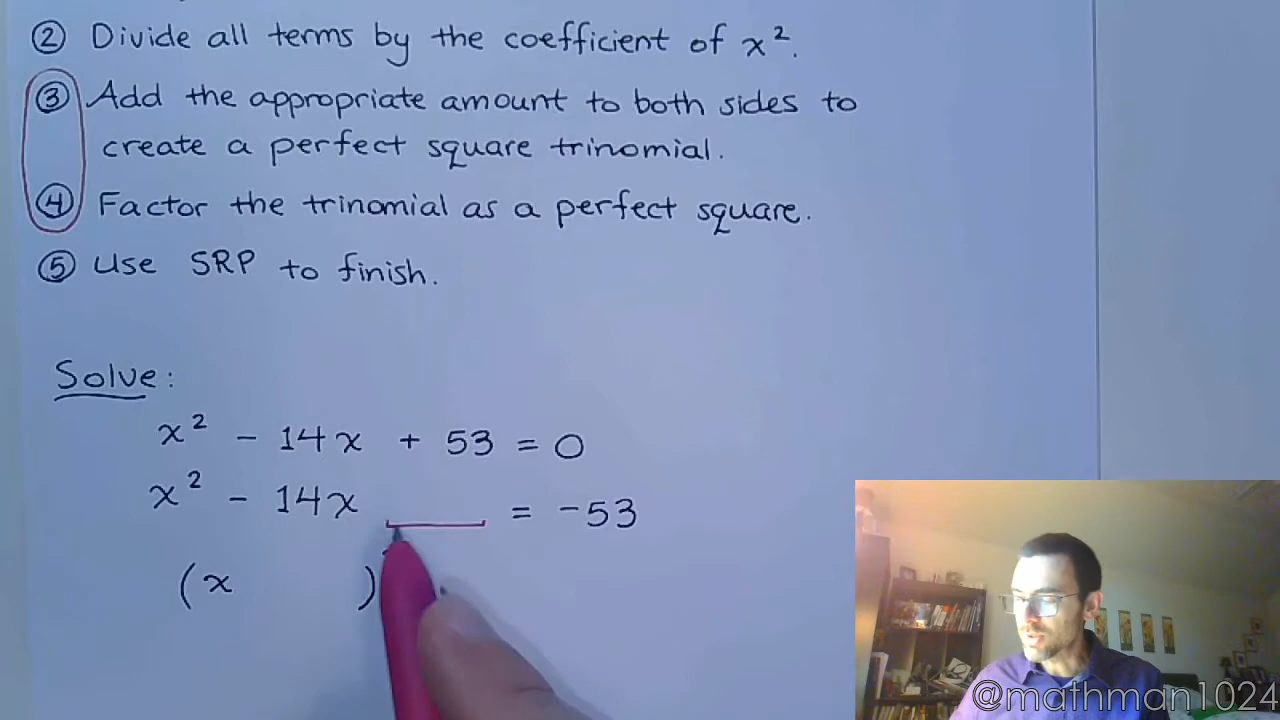 ② Divide all terms by the coefficient of x².
③ Add the appropriate amount to both sides to
create a perfect square trinomial.
④ Factor the trinomial as a perfect square.
⑤ Use SRP to finish.
Solve:
x² - 14x + 53 = 0
x² - 14x ____ = -53
(x )
@mathman1024